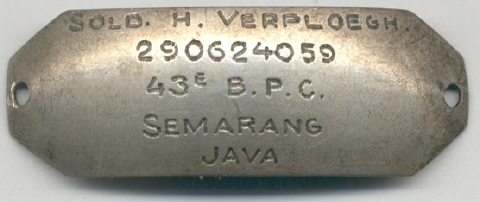 SOLD. H. VERPLOEGH.
290624059
43E B.P.C.
SEMARANG
JAVA